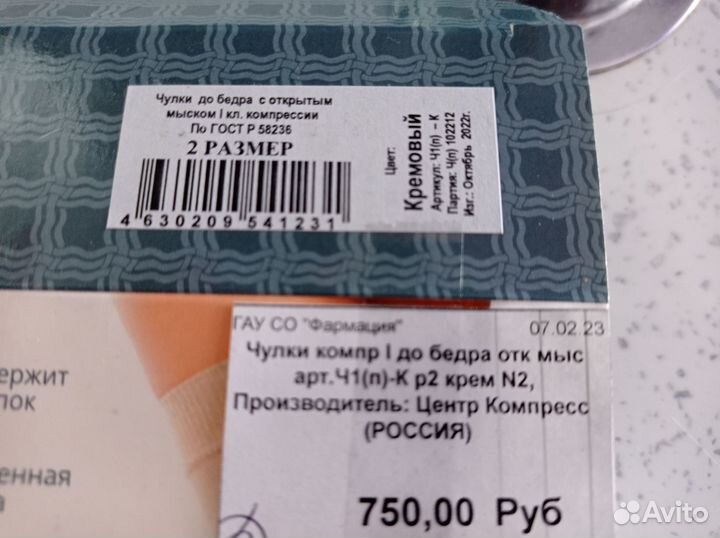 Чулки до бедра с открытым
мыском I кл. компрессии
По ГОСТ Р 58236
2 РАЗМЕР
4 630209 541231
Цвет:
Кремовый
Артикул: Ч1(п) – К
Партия: Ч(п) 102212
Изг.: Октябрь 2022г.
ГАУ СО "Фармация" 07.02.23
Чулки компр I до бедра отк мыс
арт.Ч1(п)-К р2 крем N2,
Производитель: Центр Компресс
(РОССИЯ)
750,00 Руб
ержит
лок
енная
а
Avito